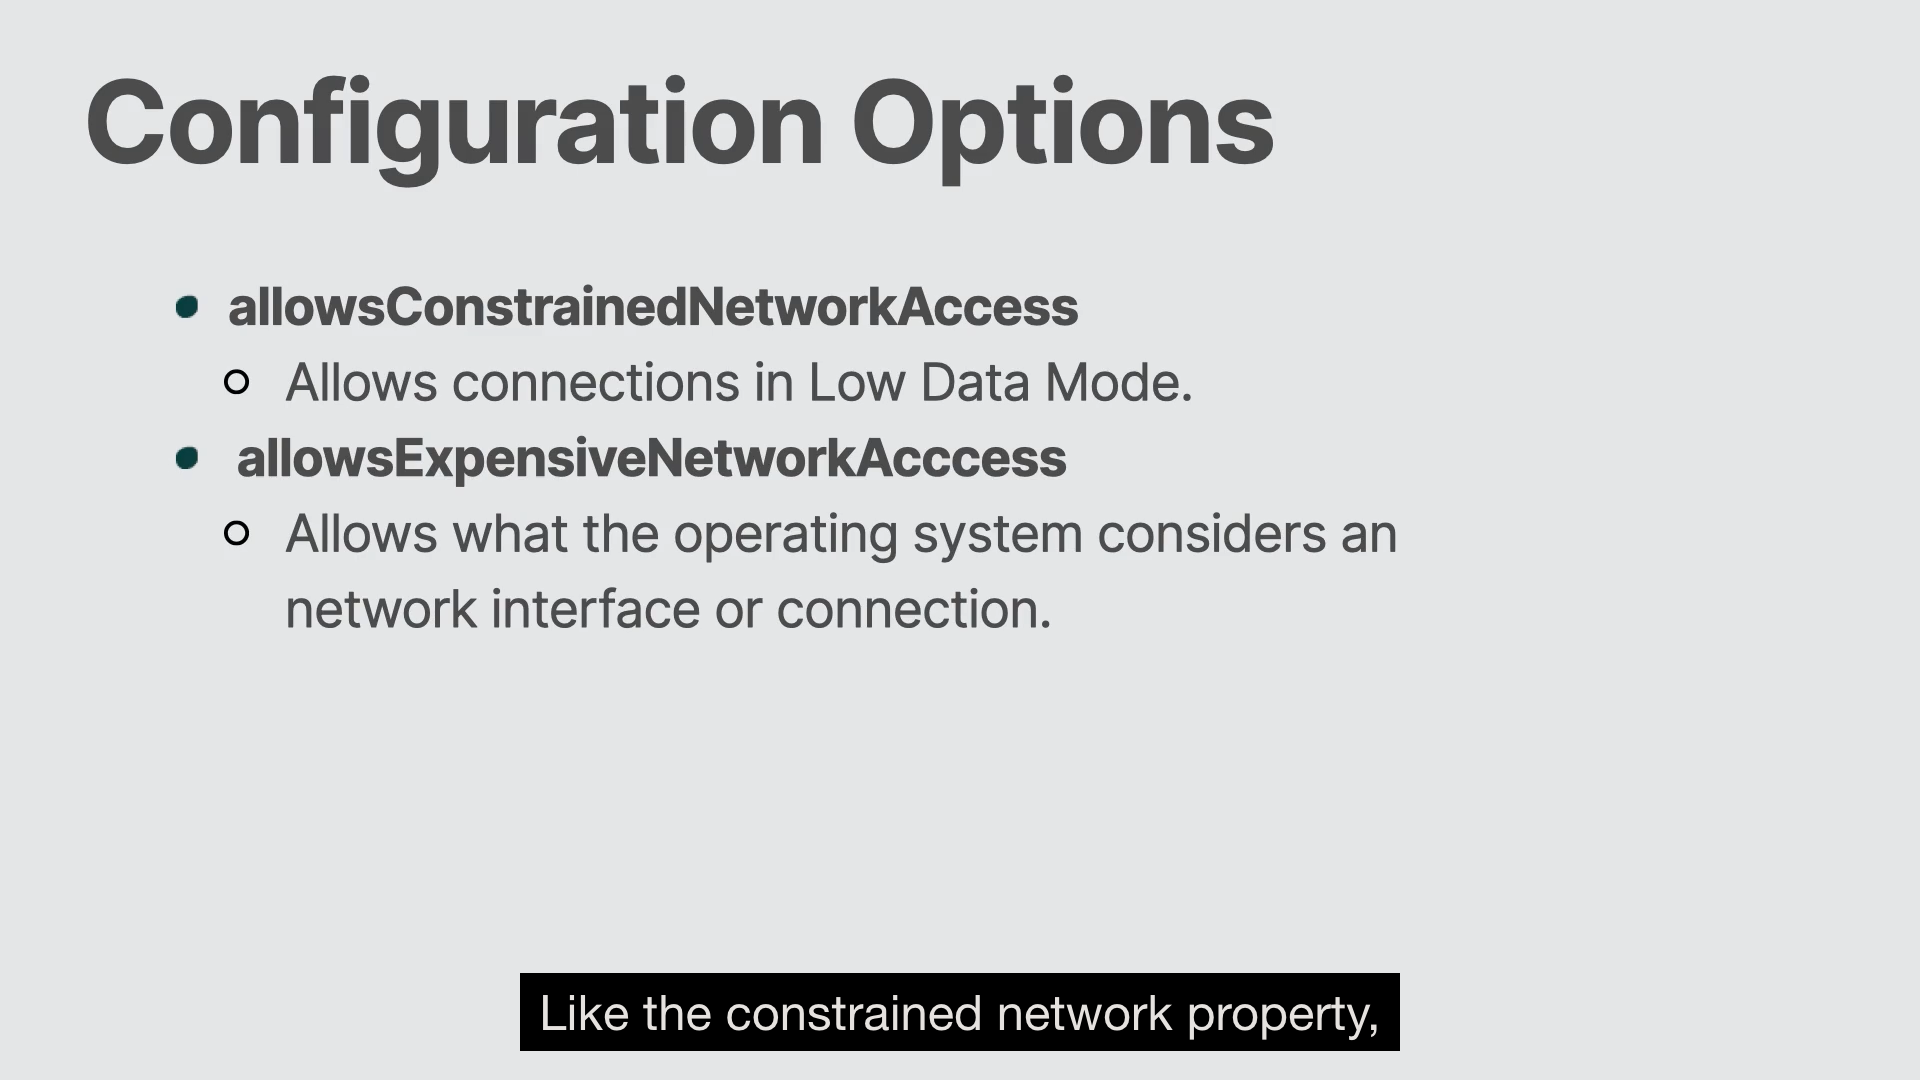 Configuration Options
allowsConstrainedNetworkAccess
Allows connections in Low Data Mode.
allowsExpensiveNetworkAcccess
Allows what the operating system considers an
network interface or connection.
Like the constrained network property,